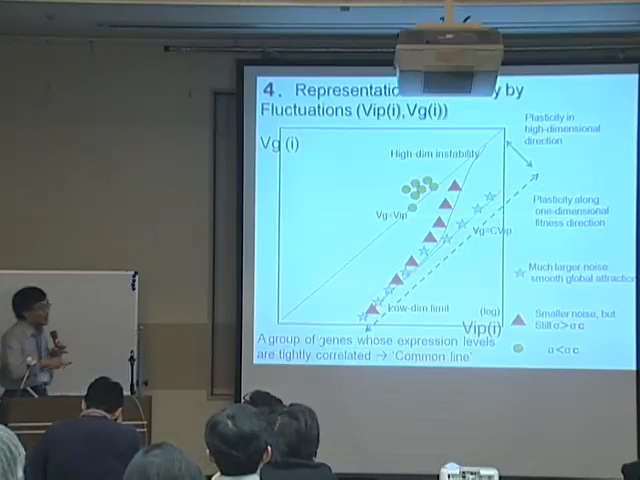 4. Representatio y by
Fluctuations (Vip(i),Vg(i))
Vg (i)
High-dim instability
Plasticity in
high-dimensional
direction
Vg=Vip
Plasticity along
one-dimensional
fitness direction
Vg=CVip
Much larger noise
smooth global attraction
Low-dim limit
(log)
Vip(i)
Smaller noise, but
Still σ>σc
σ<σc
A group of genes whose expression levels
are tightly correlated → 'Common line'